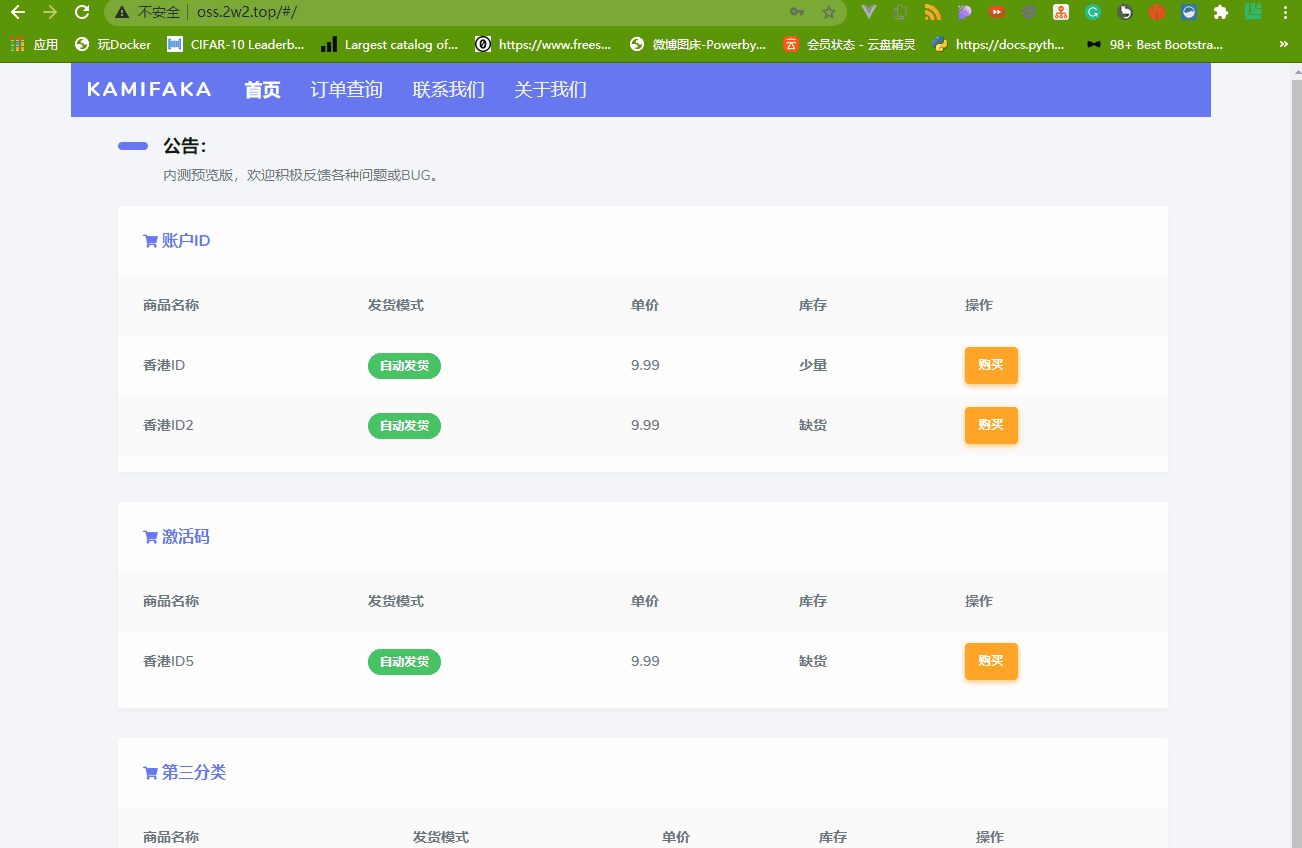 不安全 oss.2w2.top/#/
应用 玩Docker CIFAR-10 Leaderb... Largest catalog of... https://www.frees... 微博图床-Powerby... 会员状态 - 云盘精灵 https://docs.pyth... 98+ Best Bootstra... »
KAMIFAKA 首页 订单查询 联系我们 关于我们
公告：
内测预览版，欢迎积极反馈各种问题或BUG。
账户ID
商品名称 发货模式 单价 库存 操作
香港ID 自动发货 9.99 少量 购买
香港ID2 自动发货 9.99 缺货 购买
激活码
商品名称 发货模式 单价 库存 操作
香港ID5 自动发货 9.99 缺货 购买
第三分类
商品名称 发货模式 单价 库存 操作